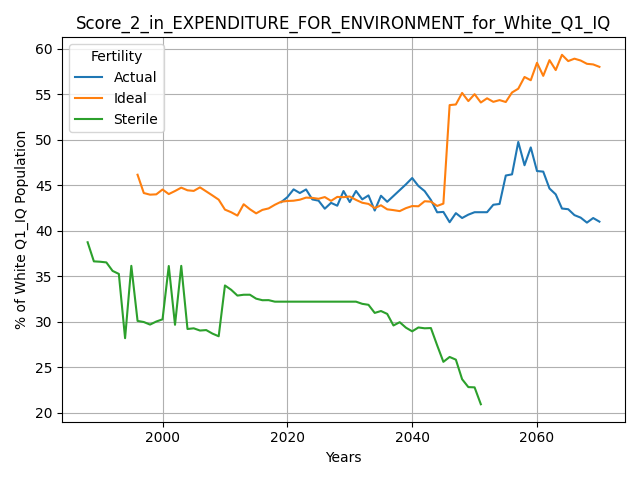 Score_2_in_EXPENDITURE_FOR_ENVIRONMENT_for_White_Q1_IQ
Fertility
Actual
Ideal
Sterile
% of White Q1_IQ Population
60
55
50
45
40
35
30
25
20
2000
2020
2040
2060
Years